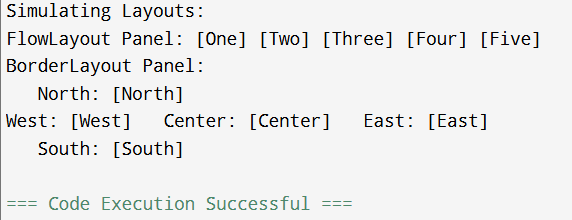 Simulating Layouts:
FlowLayout Panel: [One] [Two] [Three] [Four] [Five]
BorderLayout Panel:
   North: [North]
West: [West]   Center: [Center]   East: [East]
   South: [South]

=== Code Execution Successful ===